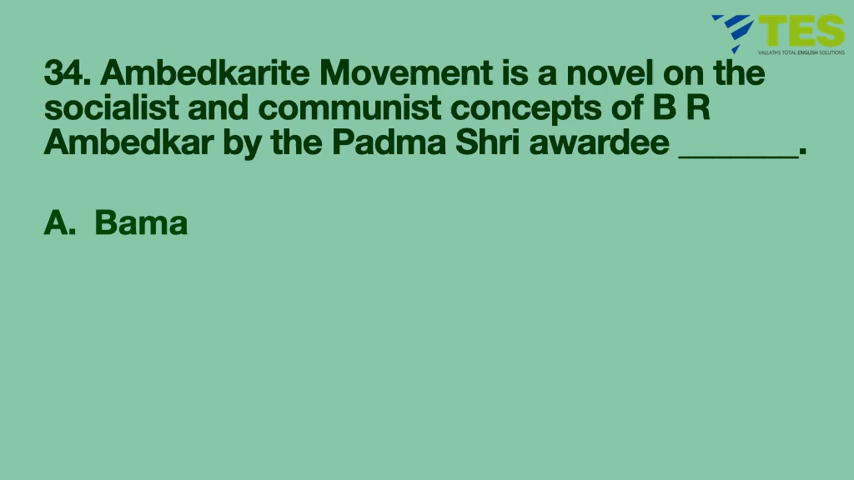 TES
VALLATHS TOTAL ENGLISH SOLUTIONS
34. Ambedkarite Movement is a novel on the
socialist and communist concepts of B R
Ambedkar by the Padma Shri awardee _______.
A. Bama